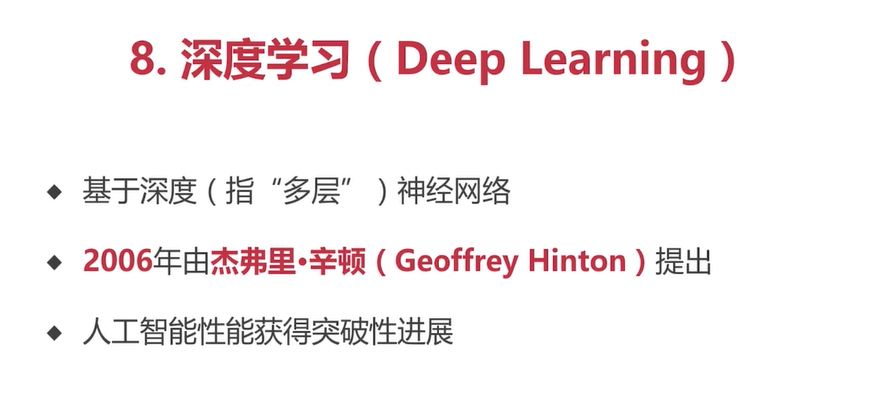 8. 深度学习（Deep Learning）
◆ 基于深度（指“多层”）神经网络
◆ 2006年由杰弗里·辛顿（Geoffrey Hinton）提出
◆ 人工智能性能获得突破性进展